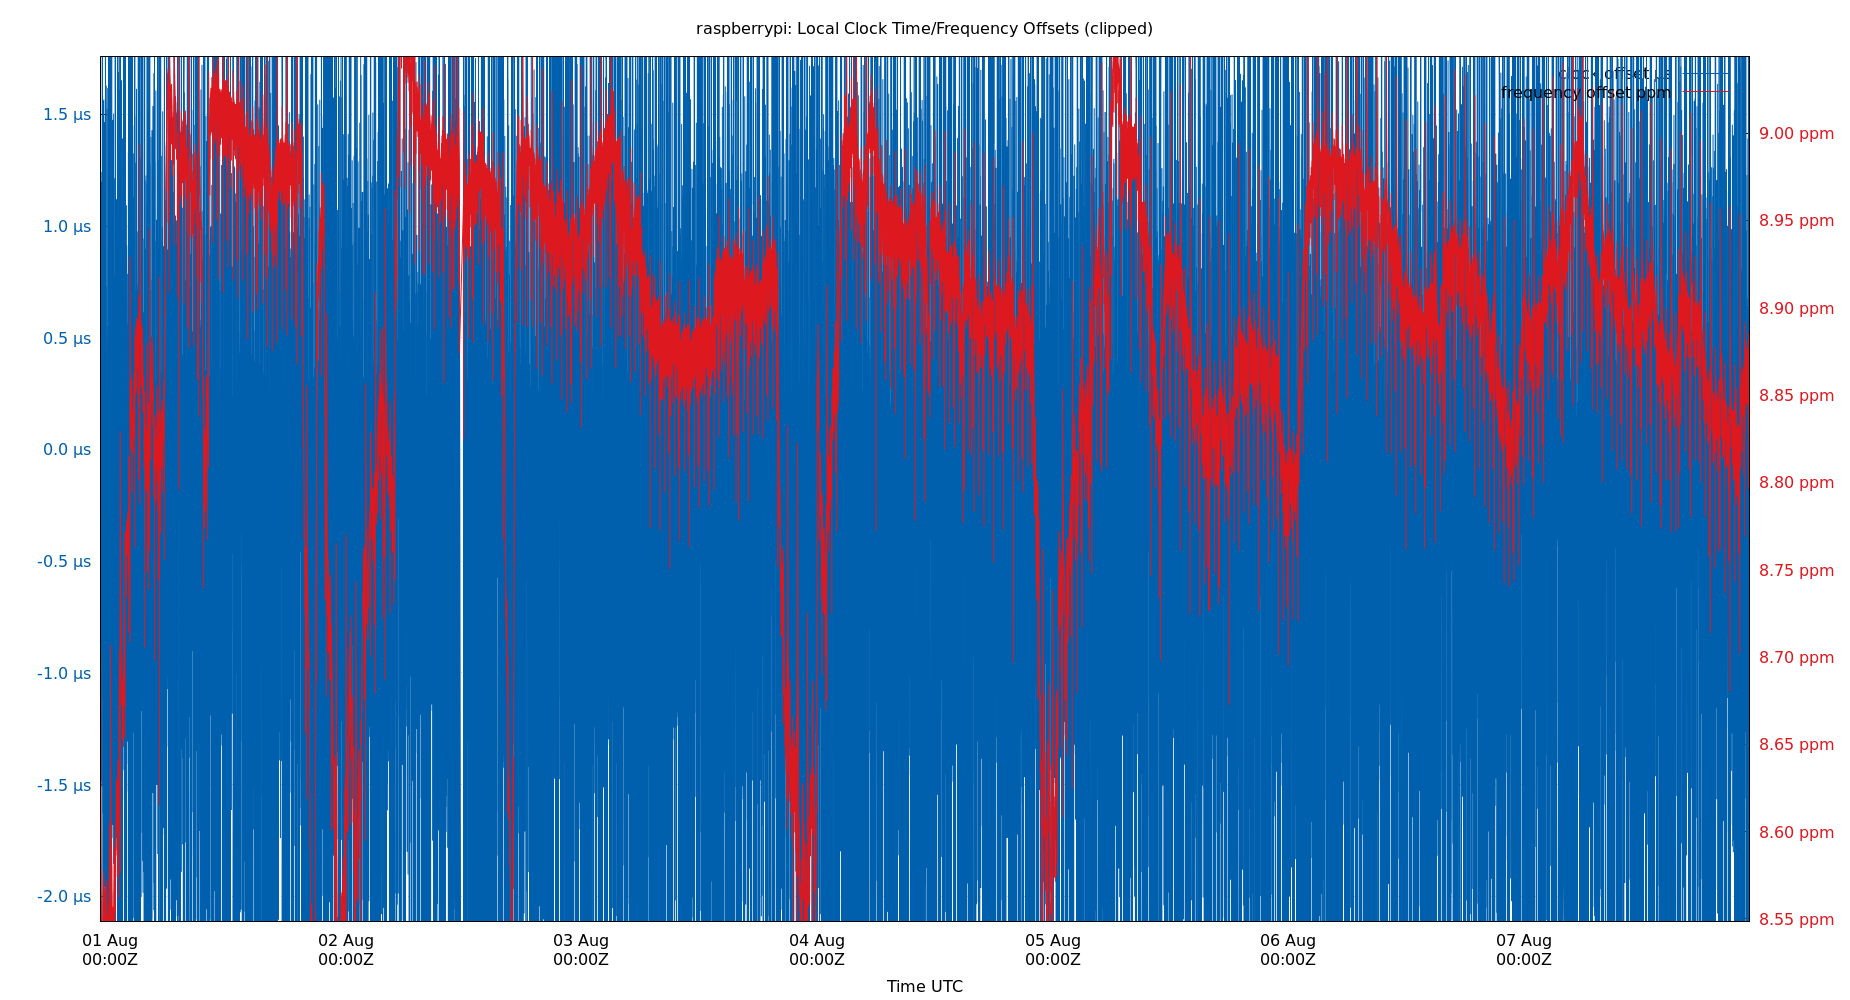 raspberrypi: Local Clock Time/Frequency Offsets (clipped)
clock offset µs
frequency offset ppm
1.5 µs
1.0 µs
0.5 µs
0.0 µs
-0.5 µs
-1.0 µs
-1.5 µs
-2.0 µs
9.00 ppm
8.95 ppm
8.90 ppm
8.85 ppm
8.80 ppm
8.75 ppm
8.70 ppm
8.65 ppm
8.60 ppm
8.55 ppm
01 Aug 02 Aug 03 Aug 04 Aug 05 Aug 06 Aug 07 Aug
00:00Z 00:00Z 00:00Z 00:00Z 00:00Z 00:00Z 00:00Z
Time UTC